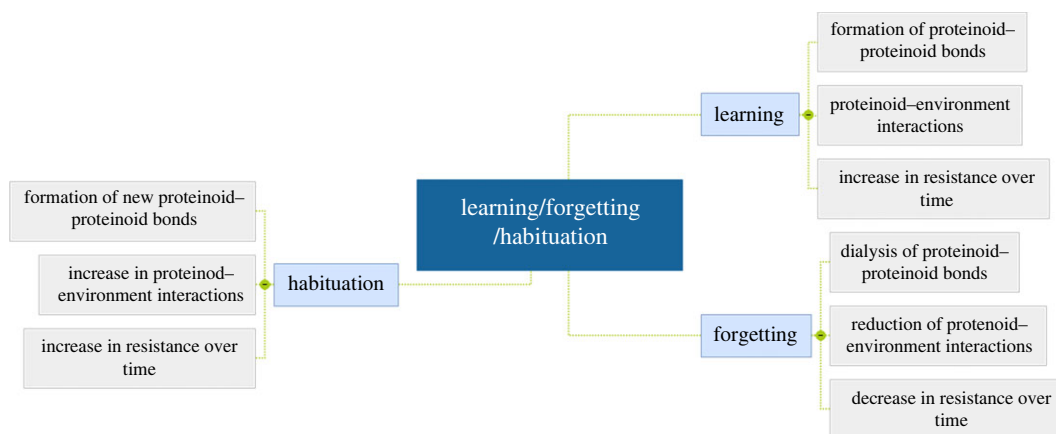 formation of proteinoid–
proteinoid bonds
learning
proteinoid–environment
interactions
increase in resistance over
time
learning/forgetting
/habituation
formation of new proteinoid–
proteinoid bonds
habituation
increase in proteinod–
environment interactions
increase in resistance over
time
dialysis of proteinoid–
proteinoid bonds
forgetting
reduction of protenoid–
environment interactions
decrease in resistance over
time